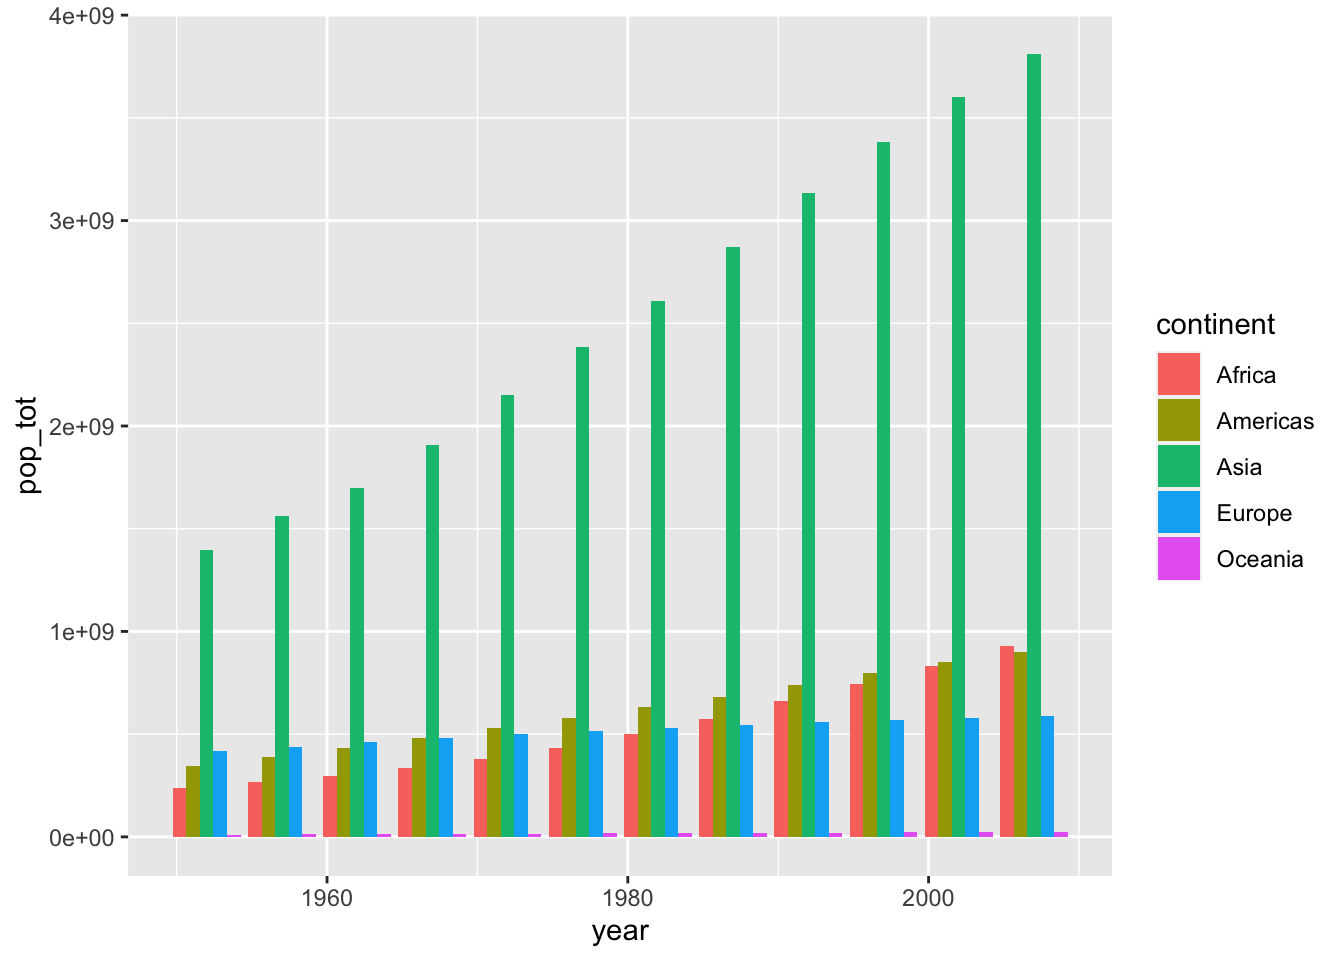 4e+09
3e+09
2e+09
1e+09
0e+00
pop_tot
1960
1980
2000
year
continent
Africa
Americas
Asia
Europe
Oceania